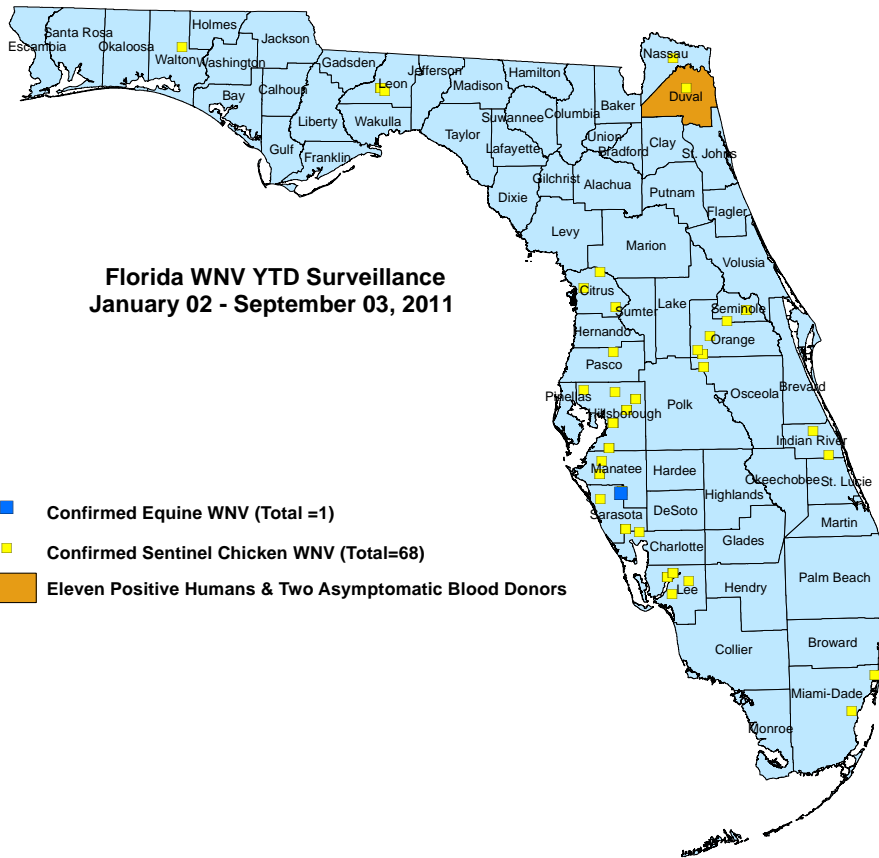 Holmes
Santa Rosa
Jackson
Escambia
Okaloosa
Walton
Washington
Gadsden
Jefferson
Hamilton
Nassau
Leon
Madison
Bay
Calhoun
Duval
Baker
Suwannee
Columbia
Liberty
Wakulla
Union
Taylor
Clay
Lafayette
Bradford
St. Johns
Gulf
Franklin
Gilchrist
Alachua
Putnam
Dixie
Flagler
Levy
Marion
Volusia
Florida WNV YTD Surveillance
January 02 - September 03, 2011
Citrus
Lake
Sumter
Seminole
Hernando
Orange
Pasco
Brevard
Osceola
Pinellas
Polk
Hillsborough
Indian River
Manatee
Hardee
Okeechobee
St. Lucie
Highlands
Confirmed Equine WNV (Total =1)
Sarasota
DeSoto
Martin
Glades
Charlotte
Confirmed Sentinel Chicken WNV (Total=68)
Palm Beach
Eleven Positive Humans & Two Asymptomatic Blood Donors
Lee
Hendry
Broward
Collier
Miami-Dade
Monroe